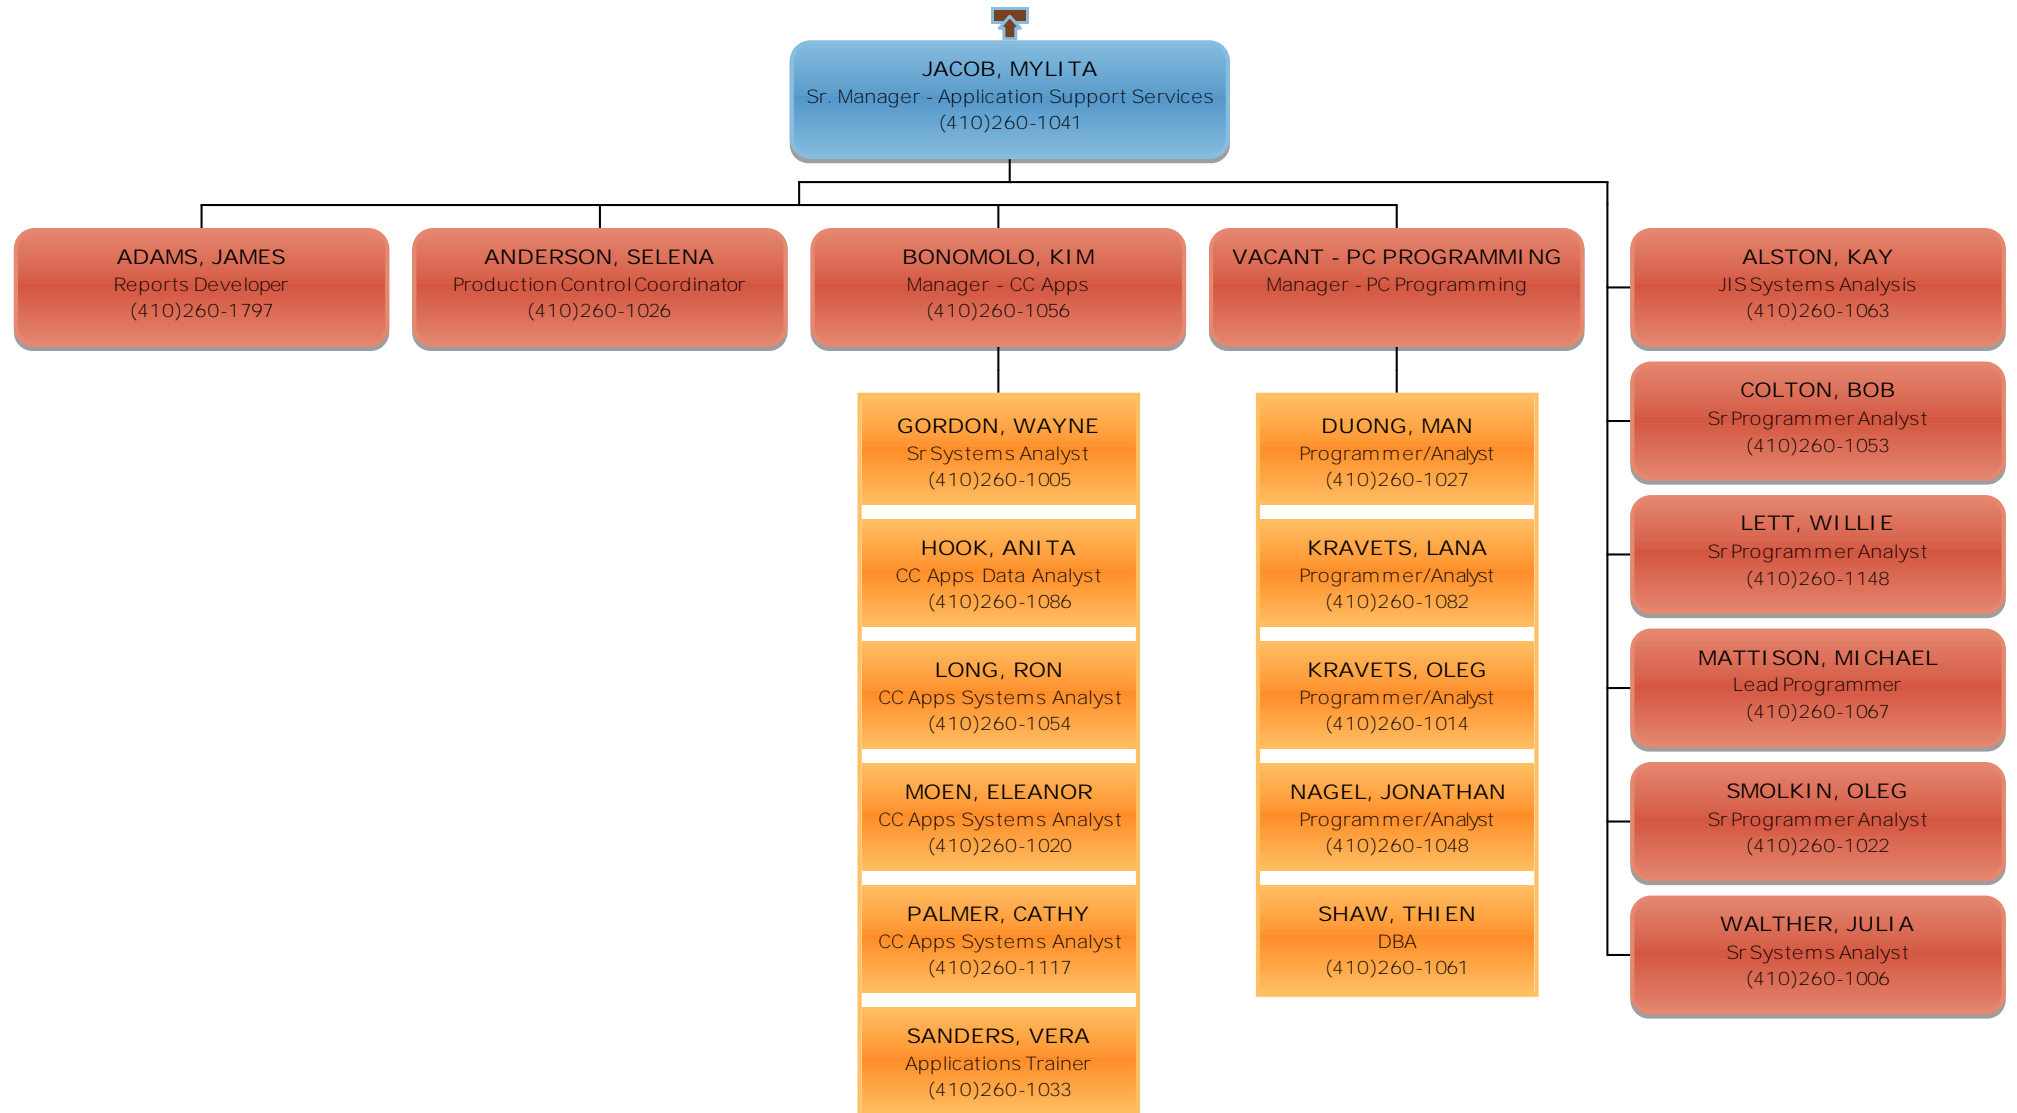 JACOB, MYLITA
Sr. Manager - Application Support Services
(410)260-1041
ADAMS, JAMES
Reports Developer
(410)260-1797
ANDERSON, SELENA
Production Control Coordinator
(410)260-1026
BONOMOLO, KIM
Manager - CC Apps
(410)260-1056
VACANT - PC PROGRAMMING
Manager - PC Programming
ALSTON, KAY
JIS Systems Analysis
(410)260-1063
COLTON, BOB
Sr Programmer Analyst
(410)260-1053
LETT, WILLIE
Sr Programmer Analyst
(410)260-1148
MATTISON, MICHAEL
Lead Programmer
(410)260-1067
SMOLKIN, OLEG
Sr Programmer Analyst
(410)260-1022
WALTHER, JULIA
Sr Systems Analyst
(410)260-1006
GORDON, WAYNE
Sr Systems Analyst
(410)260-1005
HOOK, ANITA
CC Apps Data Analyst
(410)260-1086
LONG, RON
CC Apps Systems Analyst
(410)260-1054
MOEN, ELEANOR
CC Apps Systems Analyst
(410)260-1020
PALMER, CATHY
CC Apps Systems Analyst
(410)260-1117
SANDERS, VERA
Applications Trainer
(410)260-1033
DUONG, MAN
Programmer/Analyst
(410)260-1027
KRAVETS, LANA
Programmer/Analyst
(410)260-1082
KRAVETS, OLEG
Programmer/Analyst
(410)260-1014
NAGEL, JONATHAN
Programmer/Analyst
(410)260-1048
SHAW, THIEN
DBA
(410)260-1061